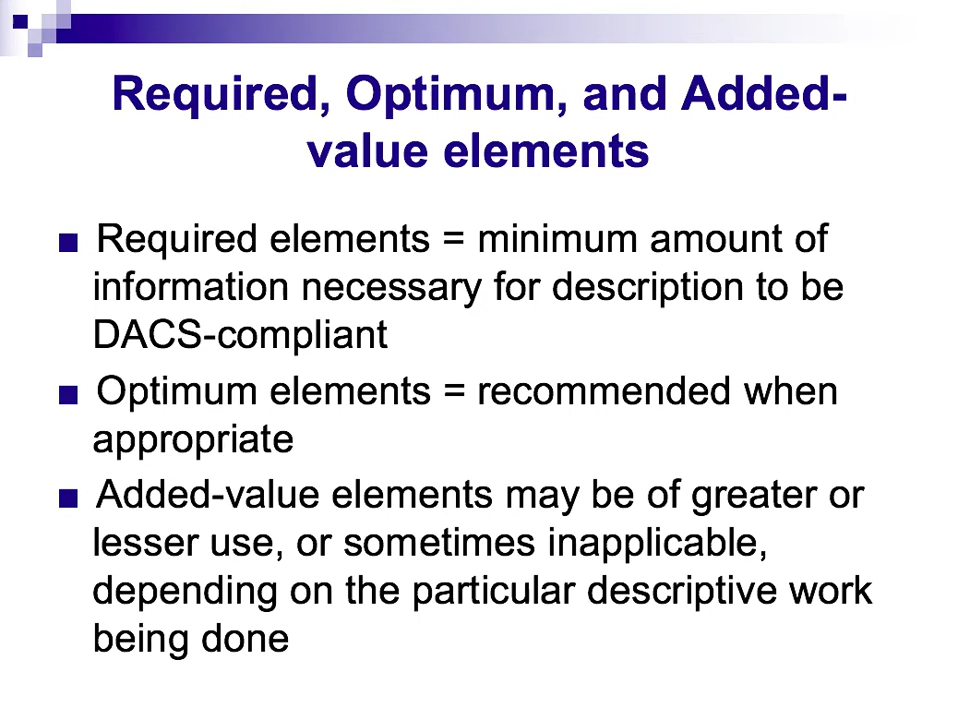 Required, Optimum, and Added-
value elements
■ Required elements = minimum amount of
information necessary for description to be
DACS-compliant
■ Optimum elements = recommended when
appropriate
■ Added-value elements may be of greater or
lesser use, or sometimes inapplicable,
depending on the particular descriptive work
being done